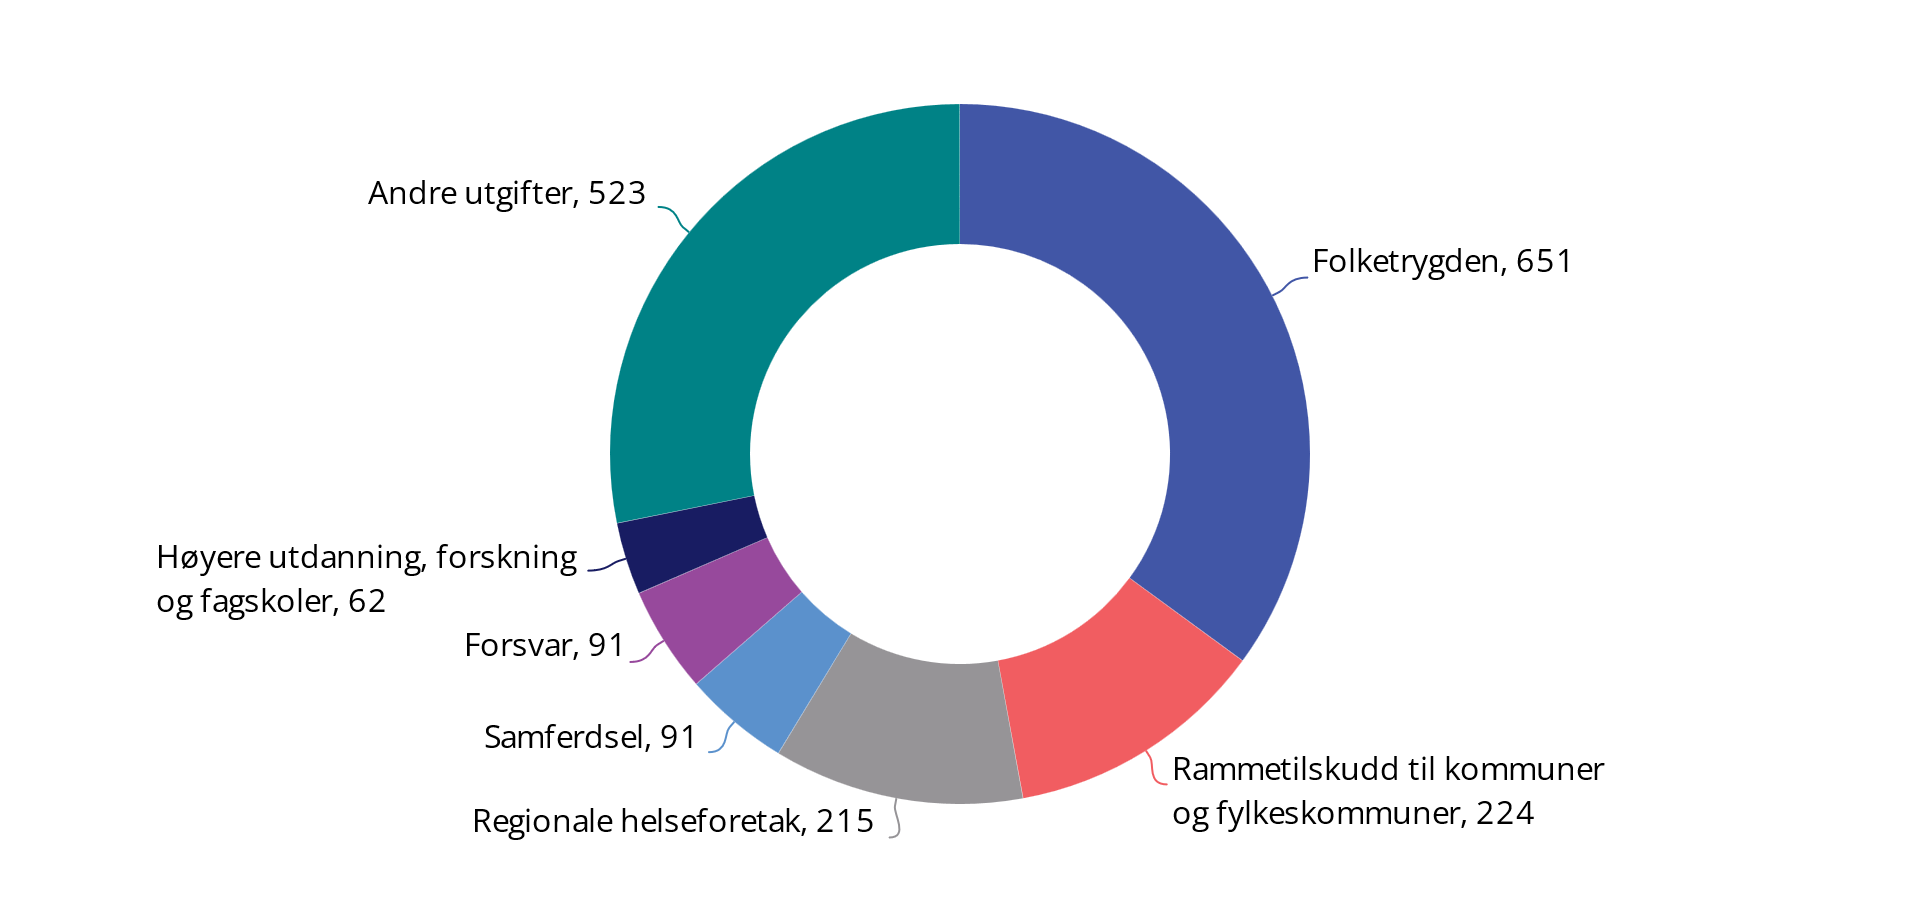 Andre utgifter, 523
Folketrygden, 651
Høyere utdanning, forskning
og fagskoler, 62
Forsvar, 91
Samferdsel, 91
Regionale helseforetak, 215
Rammetilskudd til kommuner
og fylkeskommuner, 224